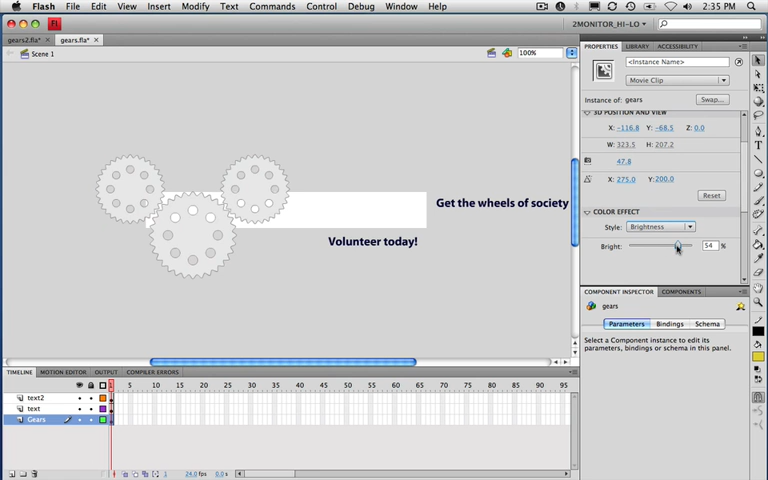 Flash File Edit View Insert Modify Text Commands Control Debug Window Help 2:35 PM
Fl 2MONITOR_HI-LO
gears2.fla* gears.fla*
Scene 1 100%
PROPERTIES LIBRARY ACCESSIBILITY
<Instance Name>
Movie Clip
Instance of: gears Swap...
3D POSITION AND VIEW
X: -116.8 Y: -68.5 Z: 0.0
W: 323.5 H: 207.2
47.8
X: 275.0 Y: 200.0
Reset
COLOR EFFECT
Style: Brightness
Bright: 54 %
Get the wheels of society
Volunteer today!
COMPONENT INSPECTOR COMPONENTS
gears
Parameters Bindings Schema
Select a Component instance to edit its
parameters, bindings or schema in this panel.
TIMELINE MOTION EDITOR OUTPUT COMPILER ERRORS
1 5 10 15 20 25 30 35 40 45 50 55 60 65 70 75 80 85 90 95
text2
text
Gears
1 24.0 fps 0.0 s